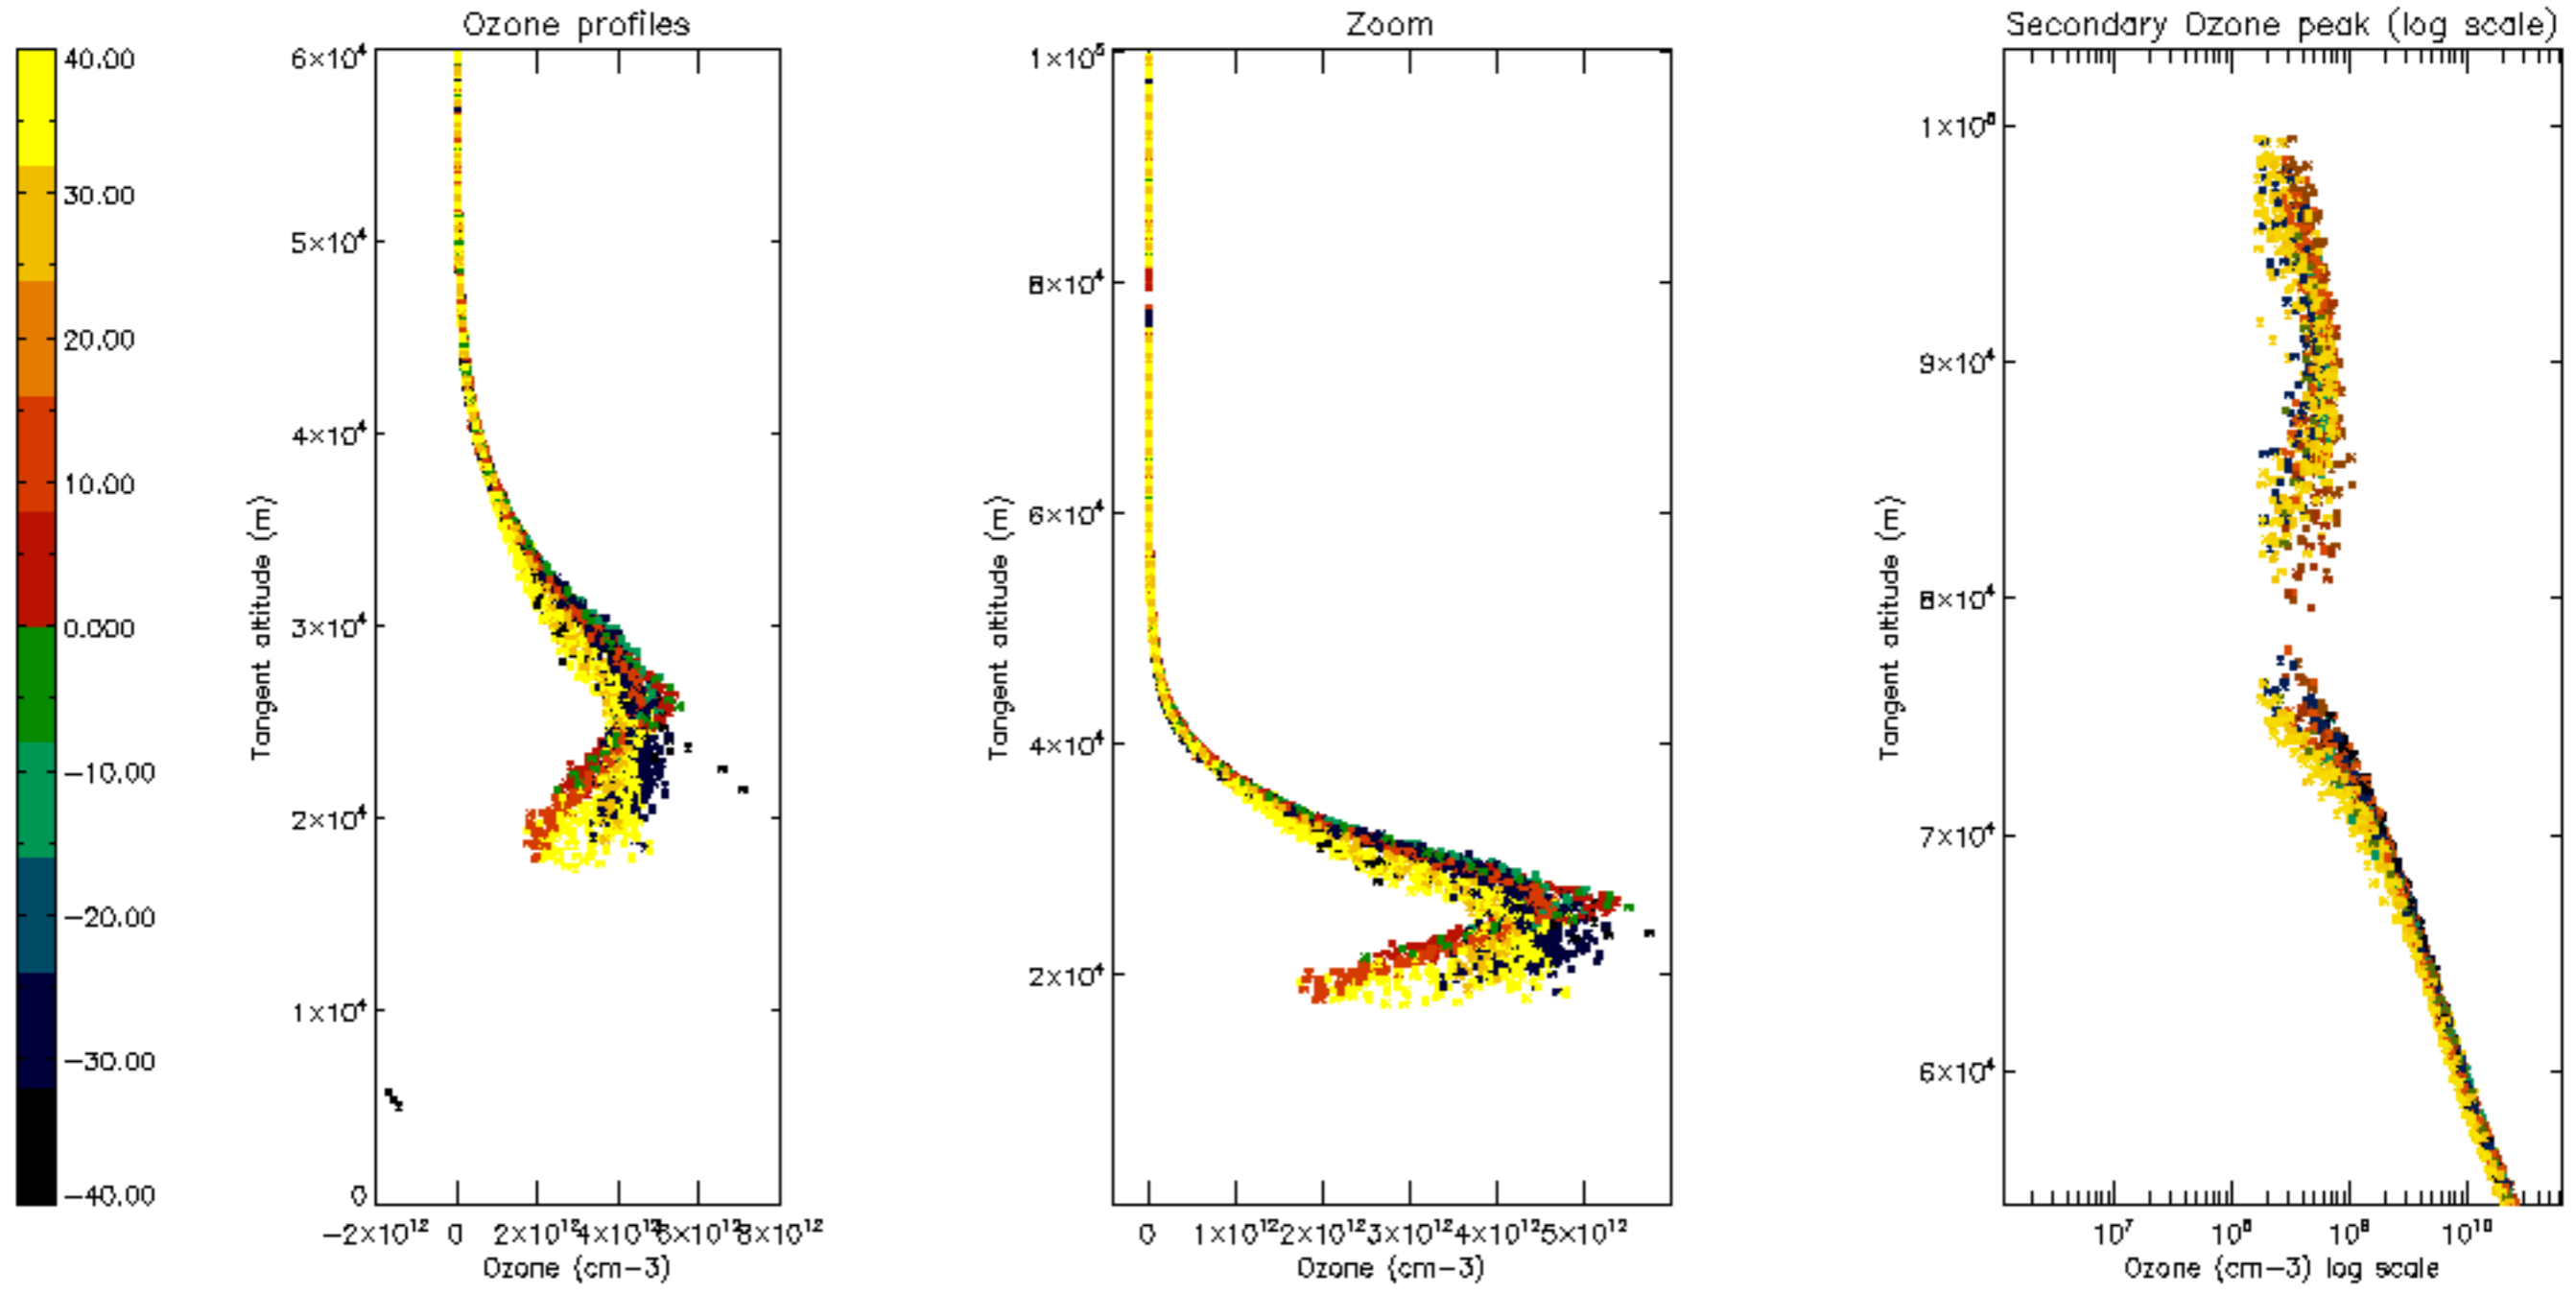 Ozone profiles
Zoom
Secondary Ozone peak (log scale)
40.00
30.00
20.00
10.00
0.000
−10.00
−20.00
−30.00
−40.00
6×10⁴
5×10⁴
4×10⁴
3×10⁴
2×10⁴
1×10⁴
0
Tangent altitude (m)
−2×10¹² 0 2×10¹² 4×10¹² 6×10¹² 8×10¹²
Ozone (cm−3)
1×10⁵
8×10⁴
6×10⁴
4×10⁴
2×10⁴
Tangent altitude (m)
0 1×10¹² 2×10¹² 3×10¹² 4×10¹² 5×10¹²
Ozone (cm−3)
1×10⁵
9×10⁴
8×10⁴
7×10⁴
6×10⁴
Tangent altitude (m)
10⁷ 10⁸ 10⁹ 10¹⁰
Ozone (cm−3) log scale